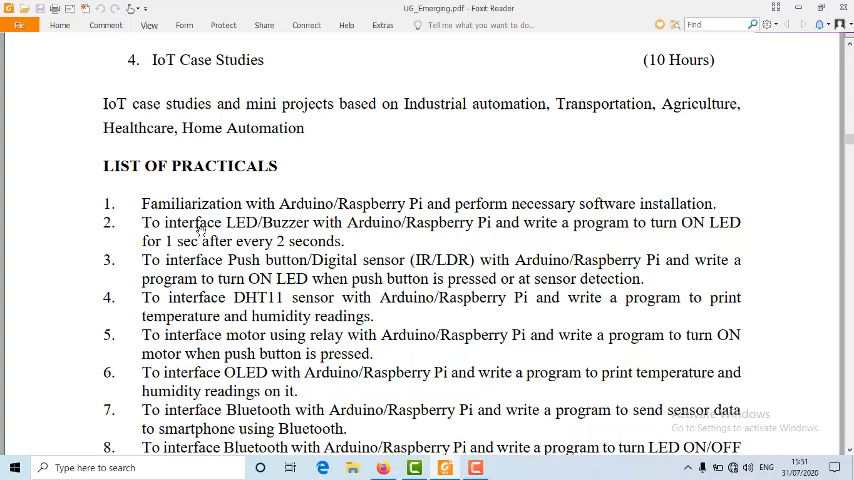 UG_Emerging.pdf - Foxit Reader
File Home Comment View Form Protect Share Connect Help Extras Tell me what you want to do... Find
4. IoT Case Studies (10 Hours)
IoT case studies and mini projects based on Industrial automation, Transportation, Agriculture,
Healthcare, Home Automation
LIST OF PRACTICALS
1. Familiarization with Arduino/Raspberry Pi and perform necessary software installation.
2. To interface LED/Buzzer with Arduino/Raspberry Pi and write a program to turn ON LED
for 1 sec after every 2 seconds.
3. To interface Push button/Digital sensor (IR/LDR) with Arduino/Raspberry Pi and write a
program to turn ON LED when push button is pressed or at sensor detection.
4. To interface DHT11 sensor with Arduino/Raspberry Pi and write a program to print
temperature and humidity readings.
5. To interface motor using relay with Arduino/Raspberry Pi and write a program to turn ON
motor when push button is pressed.
6. To interface OLED with Arduino/Raspberry Pi and write a program to print temperature and
humidity readings on it.
7. To interface Bluetooth with Arduino/Raspberry Pi and write a program to send sensor data
to smartphone using Bluetooth.
8. To interface Bluetooth with Arduino/Raspberry Pi and write a program to turn LED ON/OFF
Activate Windows
Go to Settings to activate Windows.
Type here to search
ENG
15:51
31/07/2020